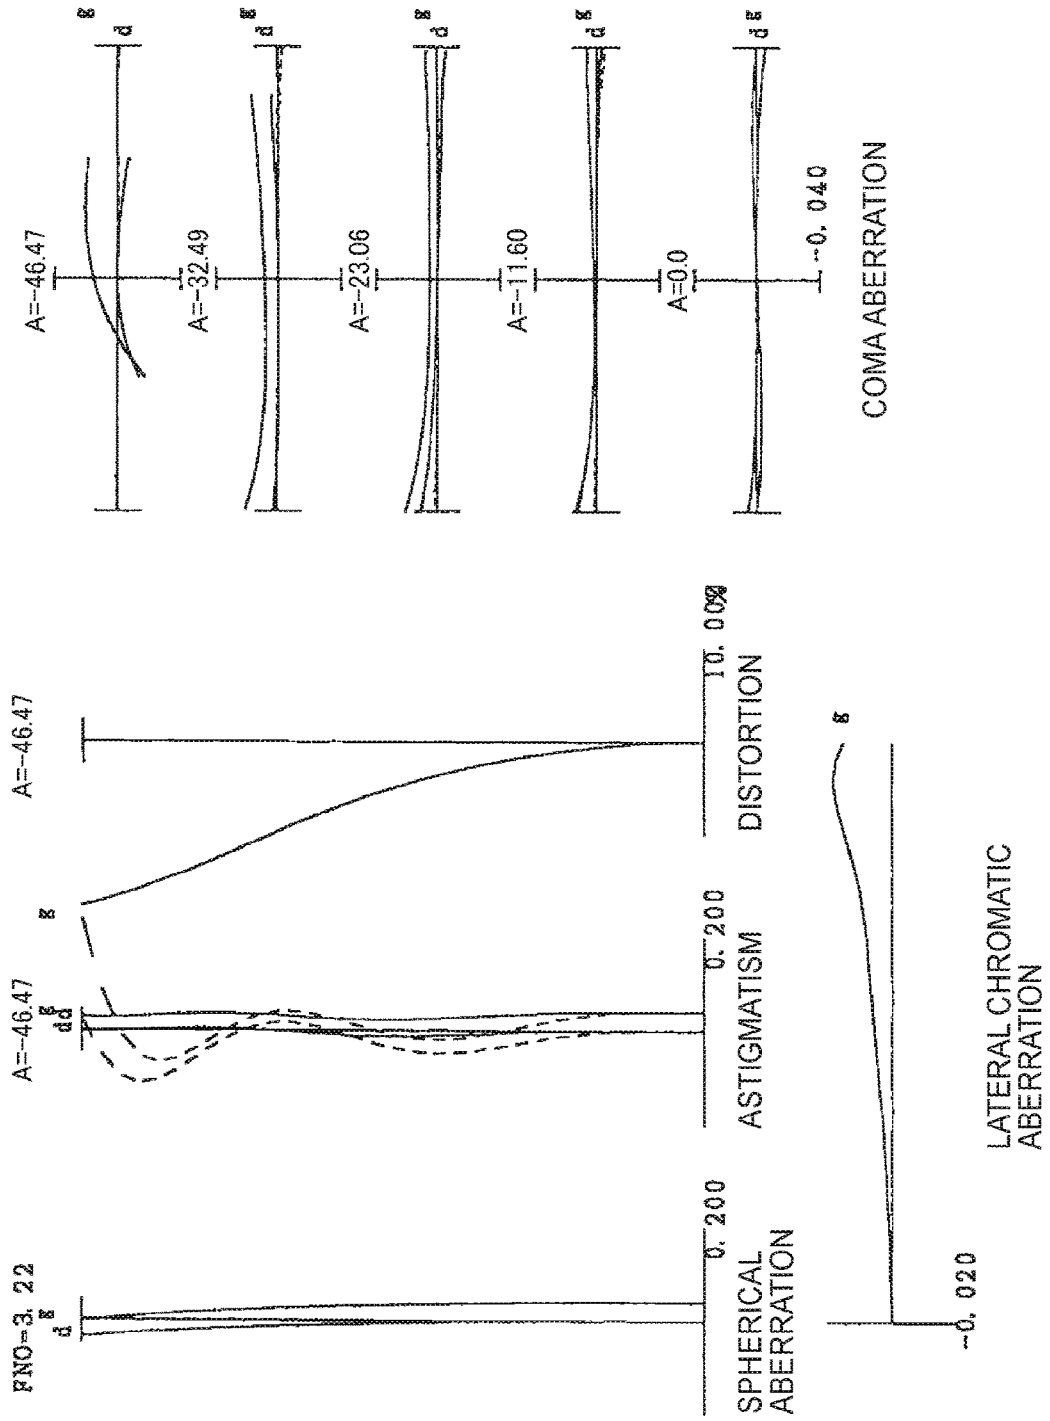 FNO=3. 22
d
g
0. 200
SPHERICAL
ABERRATION
A=-46.47
g
d d
g
0. 200
ASTIGMATISM
A=-46.47
10. 00%
DISTORTION
g
-0. 020
LATERAL CHROMATIC
ABERRATION
A=-46.47
g
d
A=-32.49
g
d
A=-23.06
g
d
A=-11.60
g
d
A=0.0
g
d
-0. 040
COMA ABERRATION